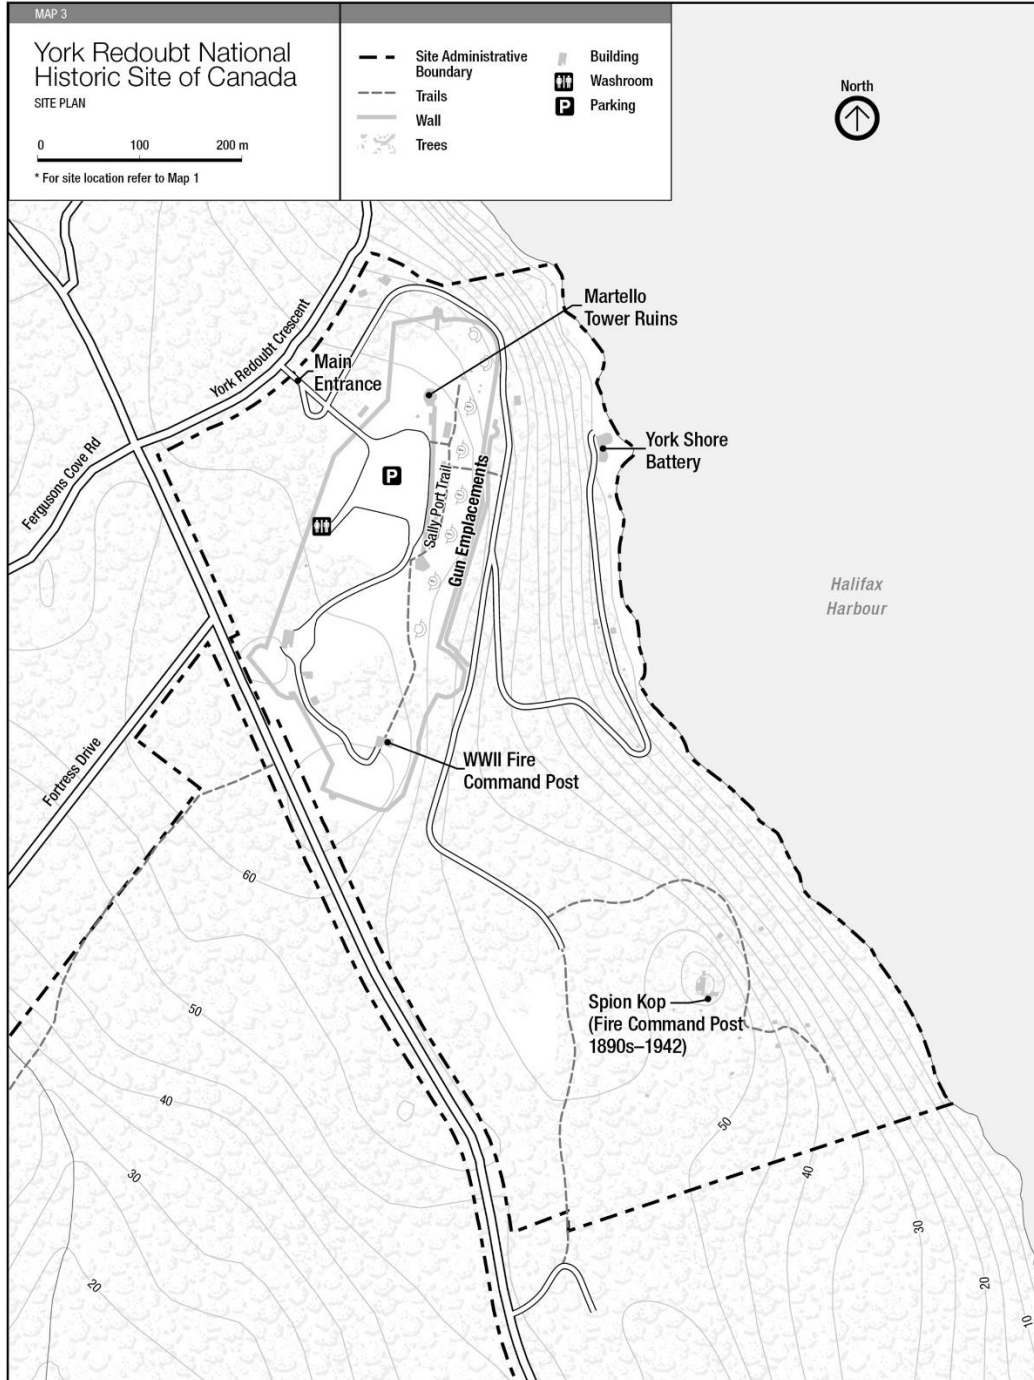 MAP 3
York Redoubt National
Historic Site of Canada
SITE PLAN
0 100 200 m
* For site location refer to Map 1
Site Administrative
Boundary
Trails
Wall
Trees
Building
Washroom
P Parking
North
Martello
Tower Ruins
York Redoubt Crescent
Main
Entrance
York Shore
Battery
Fergusons Cove Rd
P
Sally Port Trail
Gun Emplacements
Halifax
Harbour
Fortress Drive
WWII Fire
Command Post
60
50
Spion Kop
(Fire Command Post
1890s–1942)
40
50
30
40
30
20
20
10